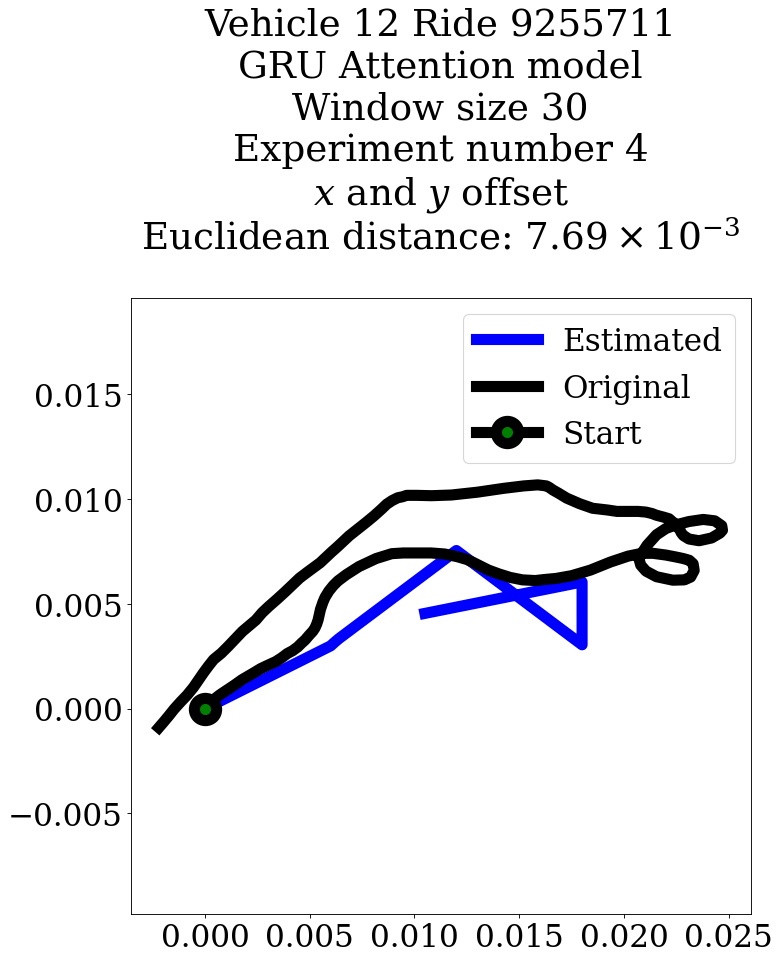 Vehicle 12 Ride 9255711
GRU Attention model
Window size 30
Experiment number 4
x and y offset
Euclidean distance: 7.69 × 10⁻³
Estimated
Original
Start
0.015
0.010
0.005
0.000
−0.005
0.000 0.005 0.010 0.015 0.020 0.025